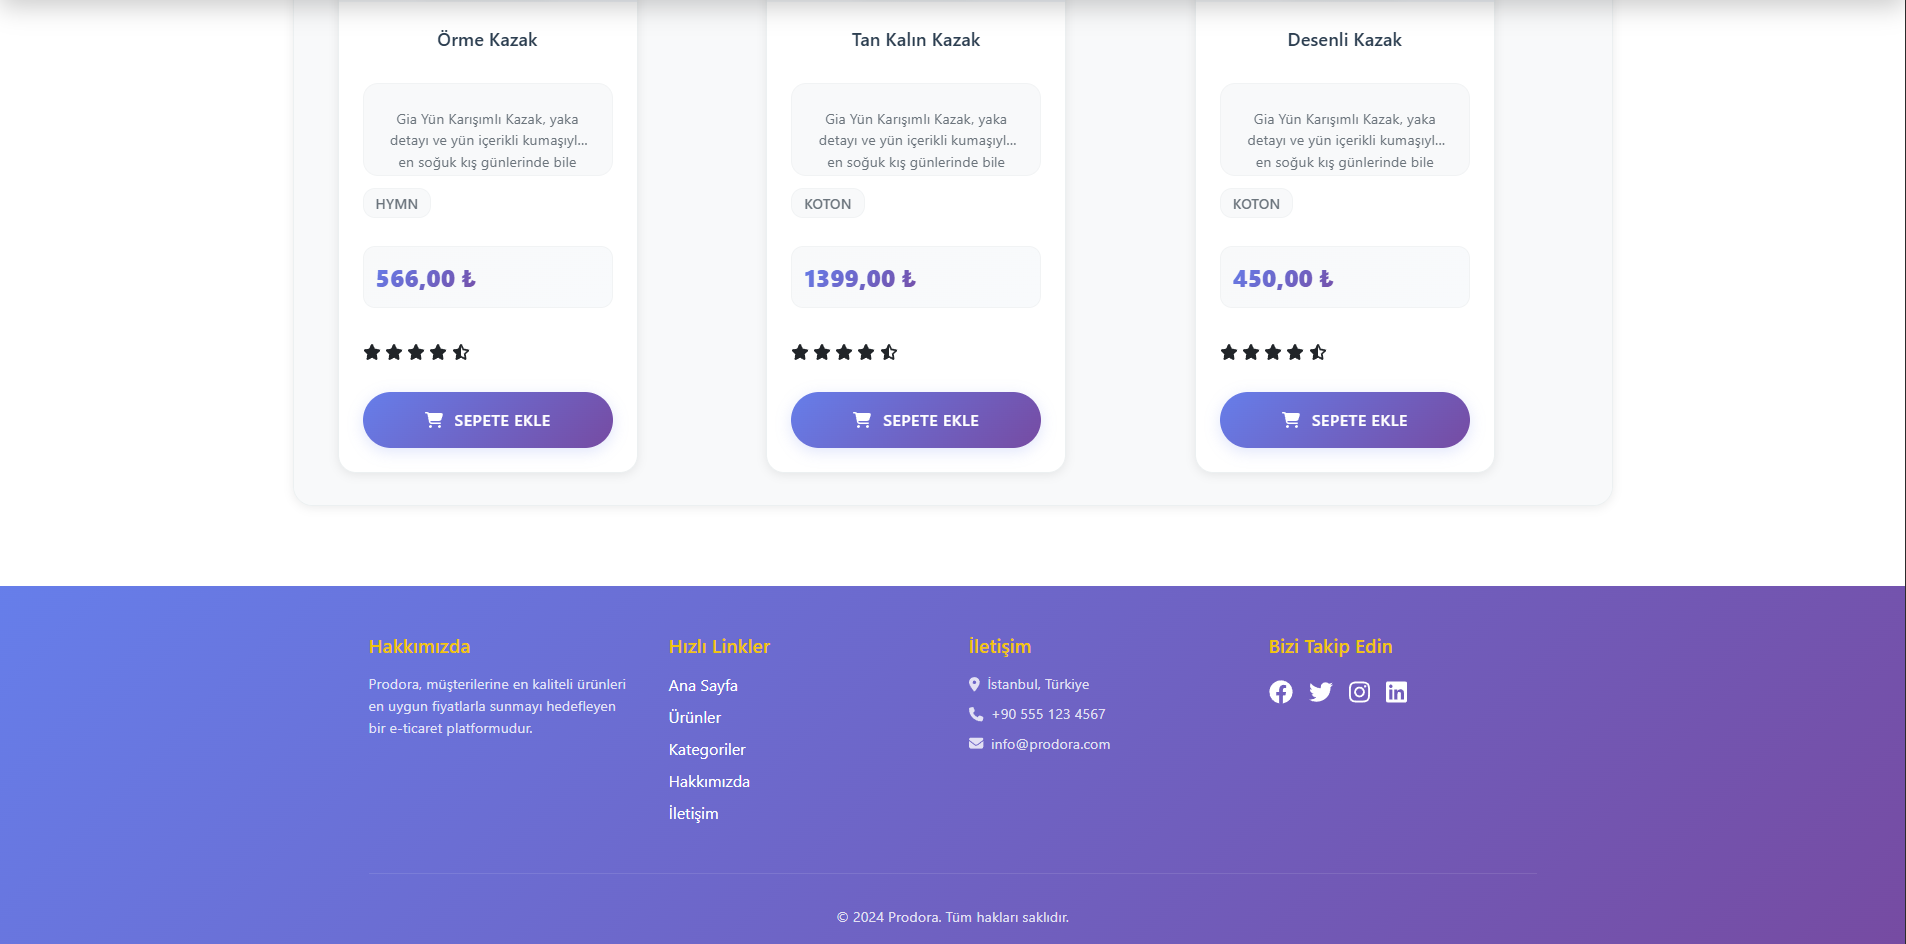 Örme Kazak
Gia Yün Karışımlı Kazak, yaka
detayı ve yün içerikli kumaşıyl...
en soğuk kış günlerinde bile
HYMN
566,00 ₺
SEPETE EKLE
Tan Kalın Kazak
Gia Yün Karışımlı Kazak, yaka
detayı ve yün içerikli kumaşıyl...
en soğuk kış günlerinde bile
KOTON
1399,00 ₺
SEPETE EKLE
Desenli Kazak
Gia Yün Karışımlı Kazak, yaka
detayı ve yün içerikli kumaşıyl...
en soğuk kış günlerinde bile
KOTON
450,00 ₺
SEPETE EKLE
Hakkımızda
Prodora, müşterilerine en kaliteli ürünleri
en uygun fiyatlarla sunmayı hedefleyen
bir e-ticaret platformudur.
Hızlı Linkler
Ana Sayfa
Ürünler
Kategoriler
Hakkımızda
İletişim
İletişim
İstanbul, Türkiye
+90 555 123 4567
info@prodora.com
Bizi Takip Edin
© 2024 Prodora. Tüm hakları saklıdır.